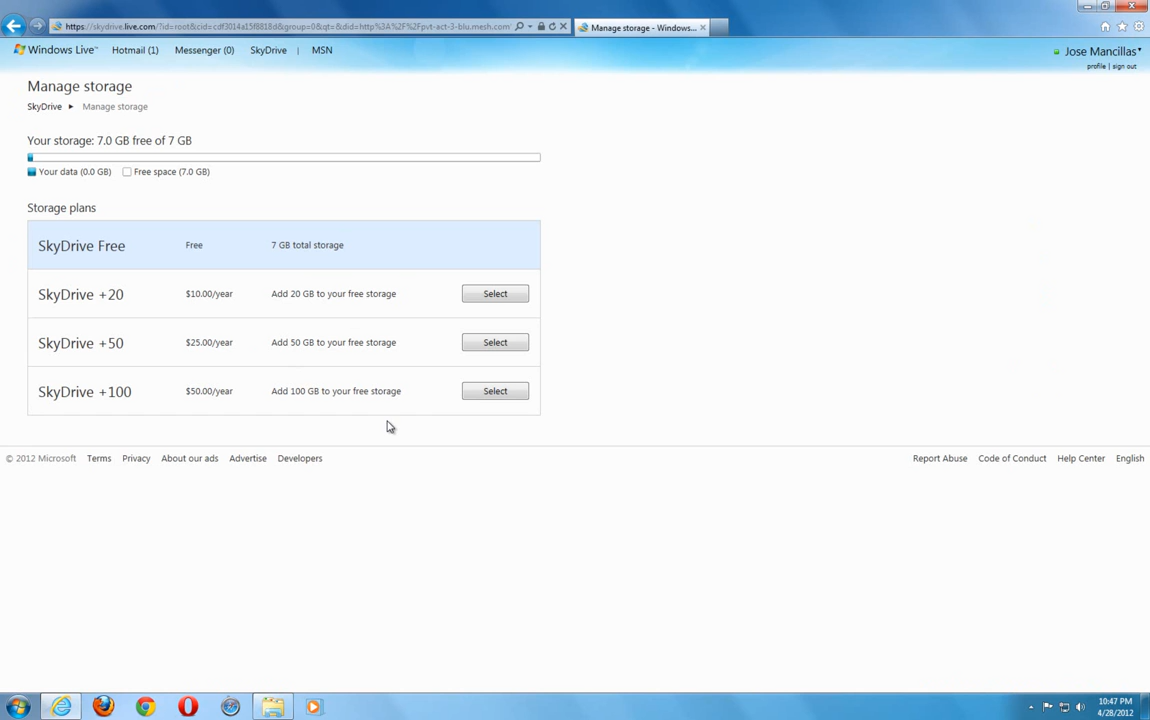 https://skydrive.live.com/?id=root&cid=cdf3014a15f8818d&group=0&qt=&did=http%3A%2F%2Fpvt-act-3-blu.mesh.com
Manage storage - Windows...
Windows Live™ Hotmail (1) Messenger (0) SkyDrive | MSN
Jose Mancillas
profile | sign out
Manage storage
SkyDrive ► Manage storage
Your storage: 7.0 GB free of 7 GB
Your data (0.0 GB) Free space (7.0 GB)
Storage plans
SkyDrive Free Free 7 GB total storage
SkyDrive +20 $10.00/year Add 20 GB to your free storage Select
SkyDrive +50 $25.00/year Add 50 GB to your free storage Select
SkyDrive +100 $50.00/year Add 100 GB to your free storage Select
© 2012 Microsoft Terms Privacy About our ads Advertise Developers Report Abuse Code of Conduct Help Center English
10:47 PM
4/28/2012